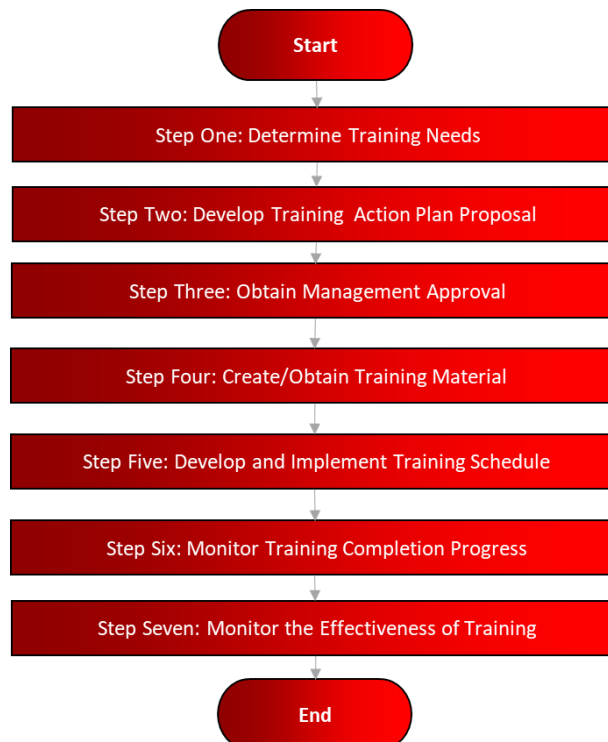 Start
Step One: Determine Training Needs
Step Two: Develop Training Action Plan Proposal
Step Three: Obtain Management Approval
Step Four: Create/Obtain Training Material
Step Five: Develop and Implement Training Schedule
Step Six: Monitor Training Completion Progress
Step Seven: Monitor the Effectiveness of Training
End